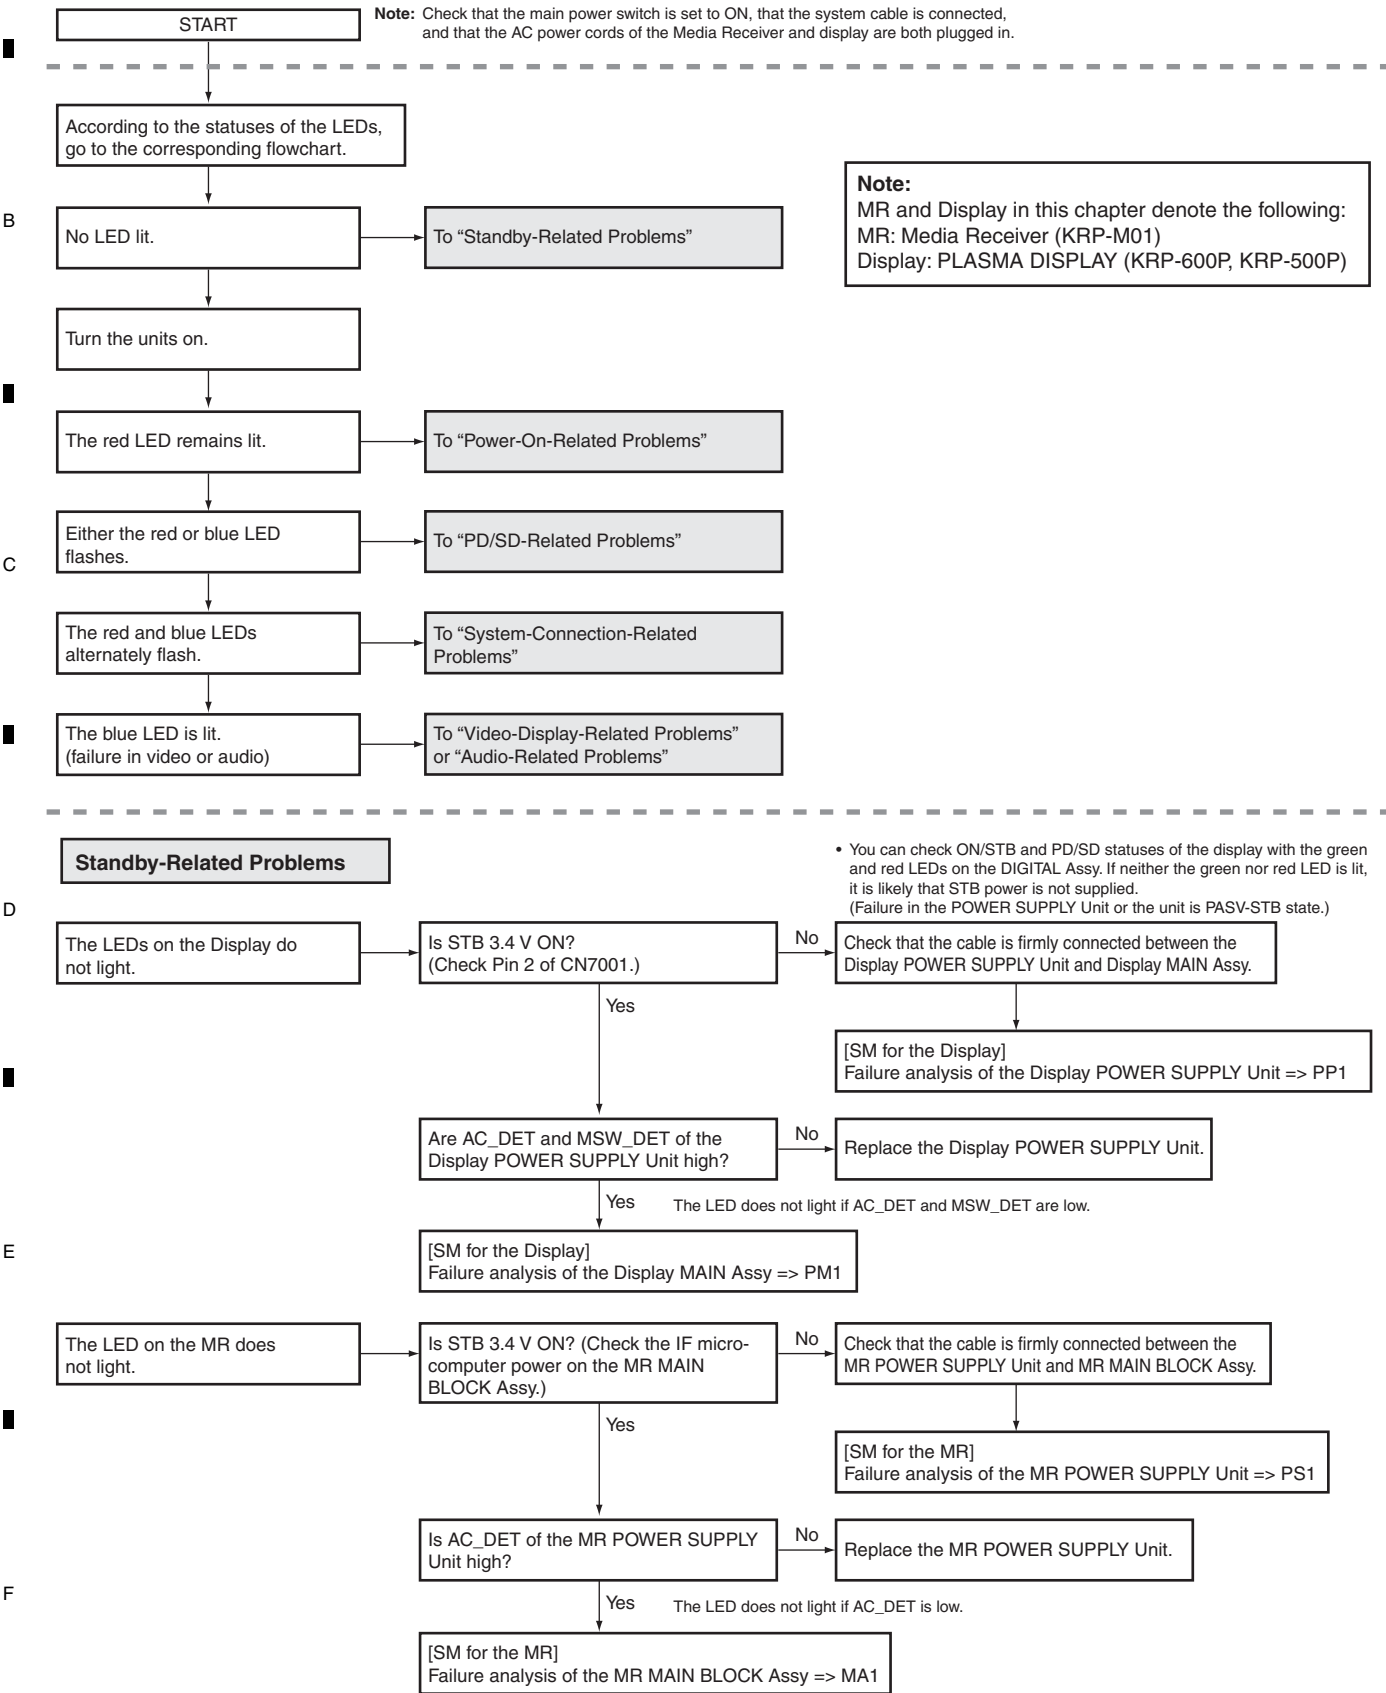 START
Note: Check that the main power switch is set to ON, that the system cable is connected,
and that the AC power cords of the Media Receiver and display are both plugged in.
According to the statuses of the LEDs,
go to the corresponding flowchart.
Note:
MR and Display in this chapter denote the following:
MR: Media Receiver (KRP-M01)
Display: PLASMA DISPLAY (KRP-600P, KRP-500P)
B
No LED lit.
To “Standby-Related Problems”
Turn the units on.
The red LED remains lit.
To “Power-On-Related Problems”
Either the red or blue LED
flashes.
To “PD/SD-Related Problems”
C
The red and blue LEDs
alternately flash.
To “System-Connection-Related
Problems”
The blue LED is lit.
(failure in video or audio)
To “Video-Display-Related Problems”
or “Audio-Related Problems”
Standby-Related Problems
• You can check ON/STB and PD/SD statuses of the display with the green
and red LEDs on the DIGITAL Assy. If neither the green nor red LED is lit,
it is likely that STB power is not supplied.
(Failure in the POWER SUPPLY Unit or the unit is PASV-STB state.)
D
The LEDs on the Display do
not light.
Is STB 3.4 V ON?
(Check Pin 2 of CN7001.)
No
Check that the cable is firmly connected between the
Display POWER SUPPLY Unit and Display MAIN Assy.
Yes
[SM for the Display]
Failure analysis of the Display POWER SUPPLY Unit => PP1
Are AC_DET and MSW_DET of the
Display POWER SUPPLY Unit high?
No
Replace the Display POWER SUPPLY Unit.
Yes
The LED does not light if AC_DET and MSW_DET are low.
E
[SM for the Display]
Failure analysis of the Display MAIN Assy => PM1
The LED on the MR does
not light.
Is STB 3.4 V ON? (Check the IF micro-
computer power on the MR MAIN
BLOCK Assy.)
No
Check that the cable is firmly connected between the
MR POWER SUPPLY Unit and MR MAIN BLOCK Assy.
Yes
[SM for the MR]
Failure analysis of the MR POWER SUPPLY Unit => PS1
Is AC_DET of the MR POWER SUPPLY
Unit high?
No
Replace the MR POWER SUPPLY Unit.
F
Yes
The LED does not light if AC_DET is low.
[SM for the MR]
Failure analysis of the MR MAIN BLOCK Assy => MA1